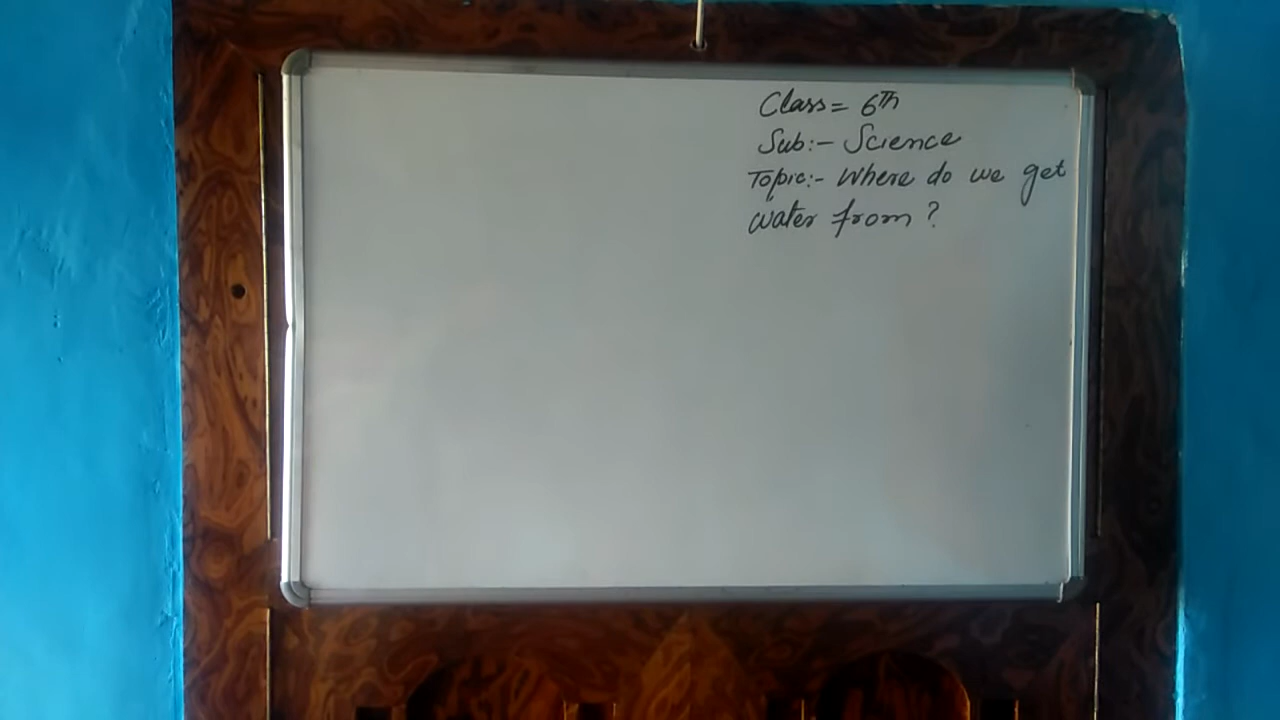 Class= 6th
Sub:- Science
Topic:- Where do we get
water from ?